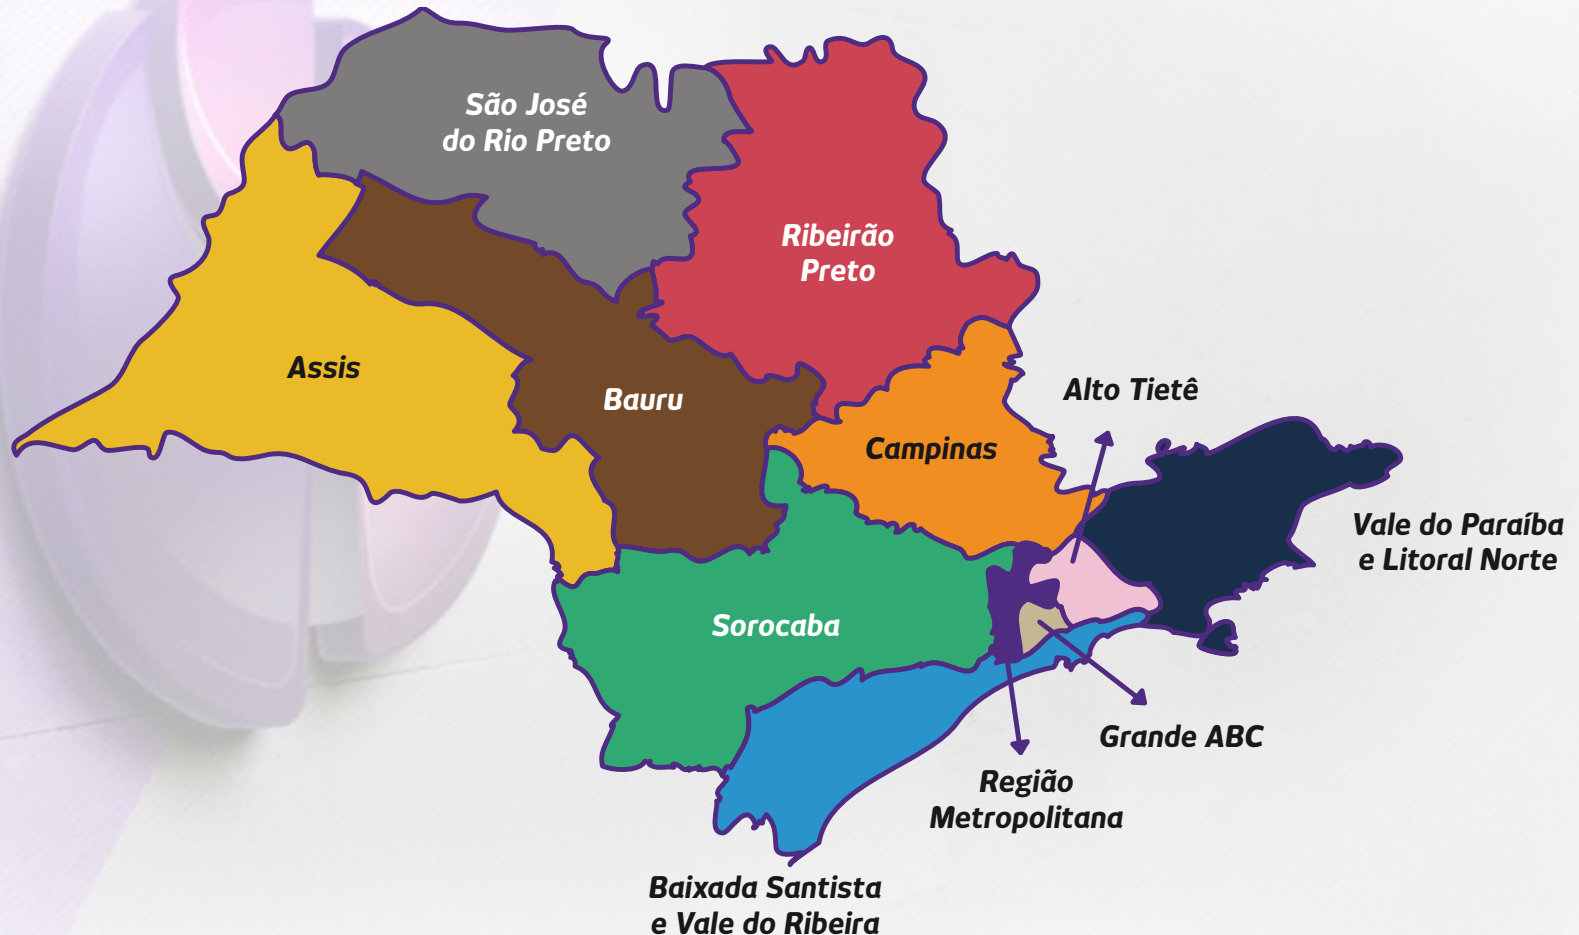 São José
do Rio Preto
Ribeirão
Preto
Assis
Bauru
Alto Tietê
Campinas
Vale do Paraíba
e Litoral Norte
Sorocaba
Grande ABC
Região
Metropolitana
Baixada Santista
e Vale do Ribeira